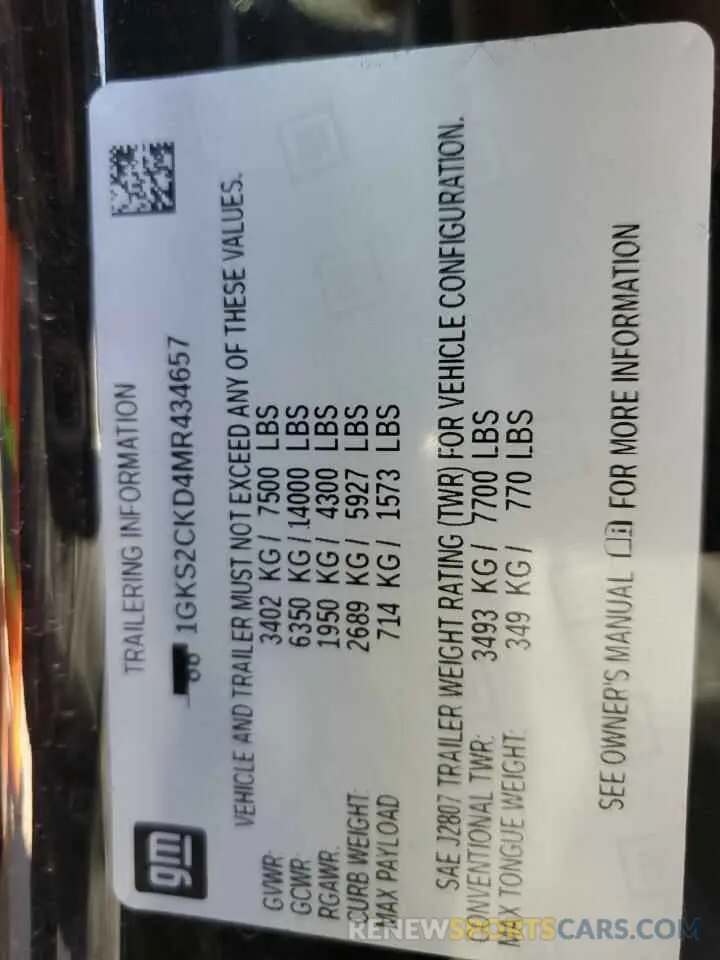 gm
TRAILERING INFORMATION
1GKS2CKD4MR434657
VEHICLE AND TRAILER MUST NOT EXCEED ANY OF THESE VALUES.
GVWR: 3402 KG / 7500 LBS
GCWR: 6350 KG / 14000 LBS
RGAWR: 1950 KG / 4300 LBS
CURB WEIGHT: 2689 KG / 5927 LBS
MAX PAYLOAD 714 KG / 1573 LBS
SAE J2807 TRAILER WEIGHT RATING (TWR) FOR VEHICLE CONFIGURATION.
CONVENTIONAL TWR: 3493 KG / 7700 LBS
MAX TONGUE WEIGHT: 349 KG / 770 LBS
SEE OWNER'S MANUAL FOR MORE INFORMATION
RENEWSPORTSCARS.COM